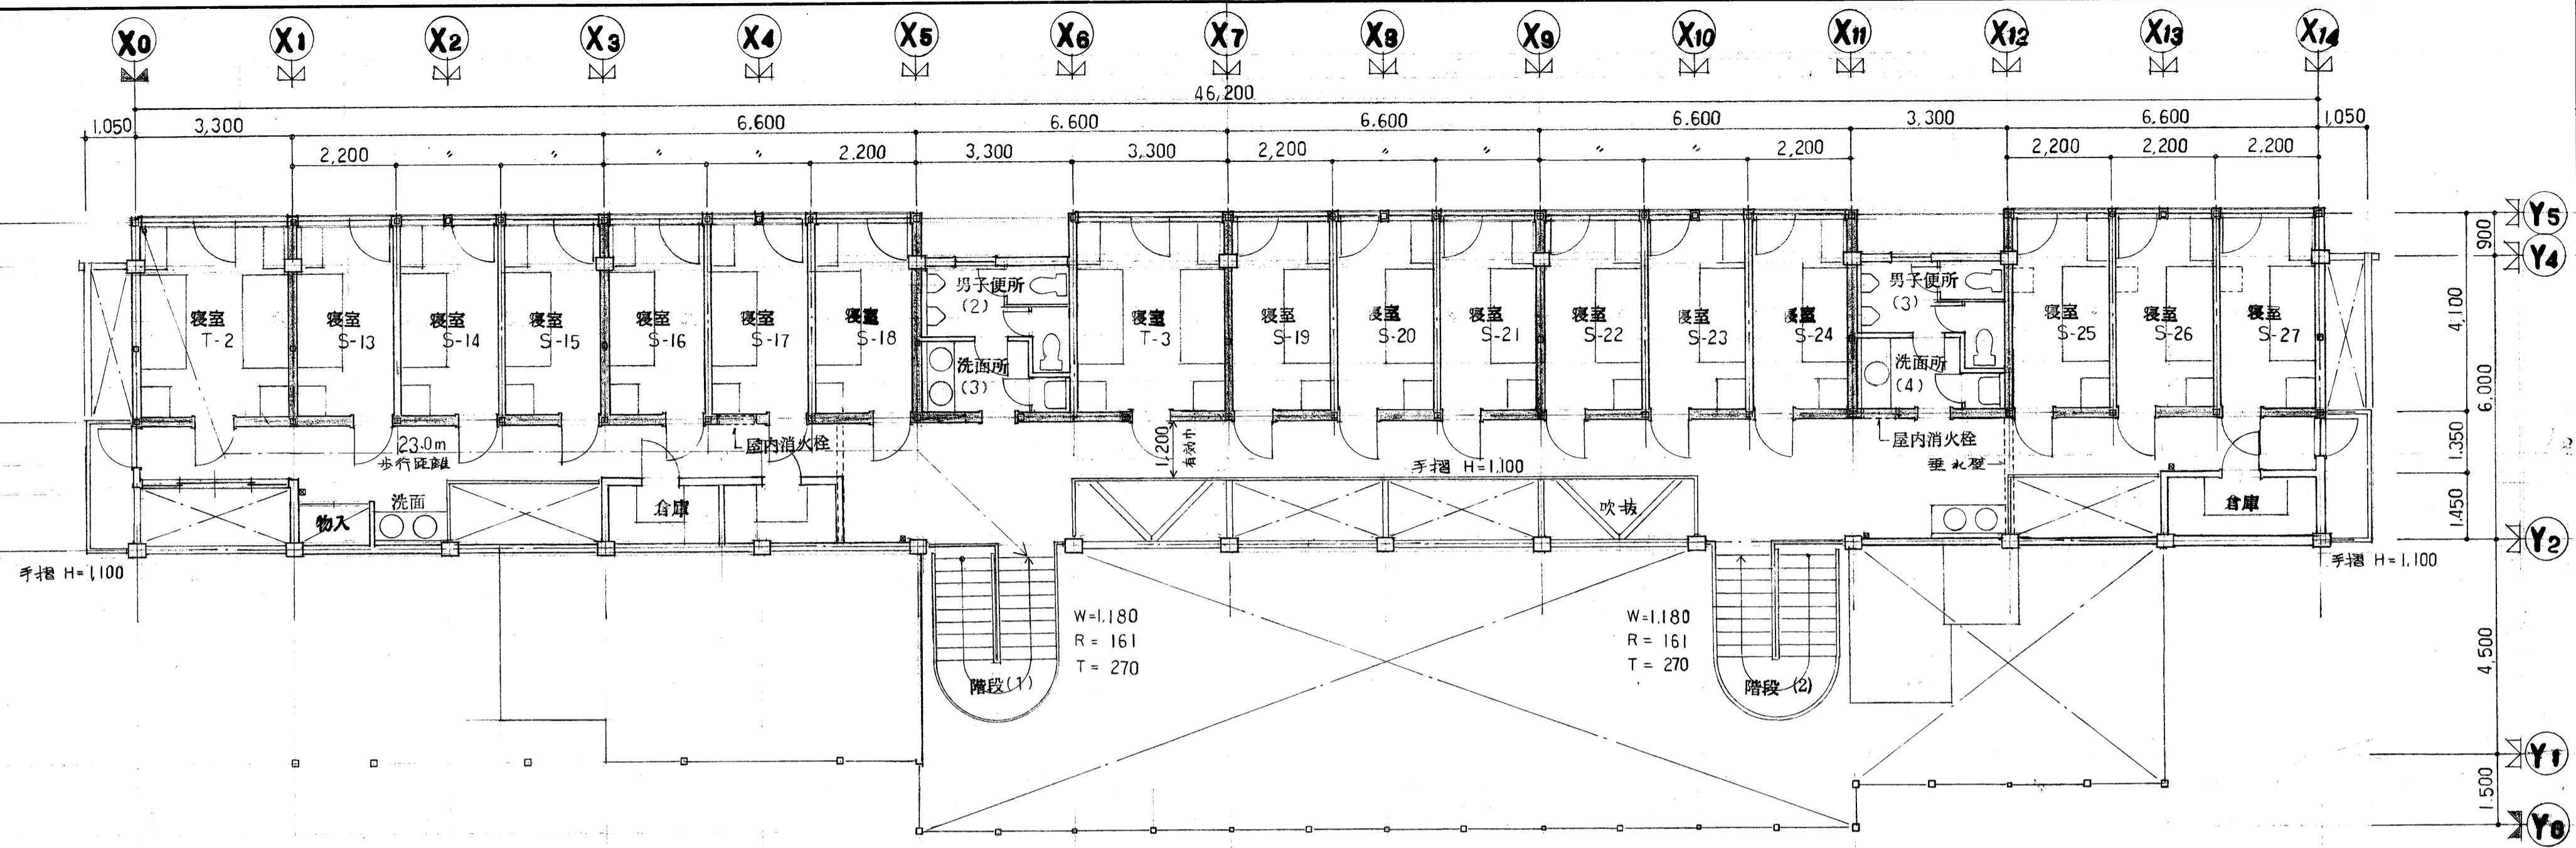 X0 X1 X2 X3 X4 X5 X6 X7 X8 X9 X10 X11 X12 X13 X14
46,200
1,050 3,300 6.600 6.600 6.600 6.600 3,300 6.600 1,050
2,200 〃 〃 〃 〃 2.200 3,300 3,300 2,200 〃 〃 〃 〃 2,200 2,200 2,200 2.200
Y5
900
Y4
男子便所
(2)
男子便所
(3)
4,100
寝室
T-2
寝室
S-13
寝室
S-14
寝室
S-15
寝室
S-16
寝室
S-17
寝室
S-18
寝室
T-3
寝室
S-19
寝室
S-20
寝室
S-21
寝室
S-22
寝室
S-23
寝室
S-24
寝室
S-25
寝室
S-26
寝室
S-27
洗面所
(3)
洗面所
(4)
6.000
23.0m
歩行距離
屋内消火栓
1,200
有効巾
手摺 H=1,100
屋内消火栓
垂れ壁
1.350
物入
洗面
倉庫
吹抜
倉庫
1.450
Y2
手摺 H=1,100
手摺 H=1,100
W=1,180
R = 161
T = 270
W=1,180
R = 161
T = 270
階段(1)
階段(2)
4,500
Y1
1.500
Y0